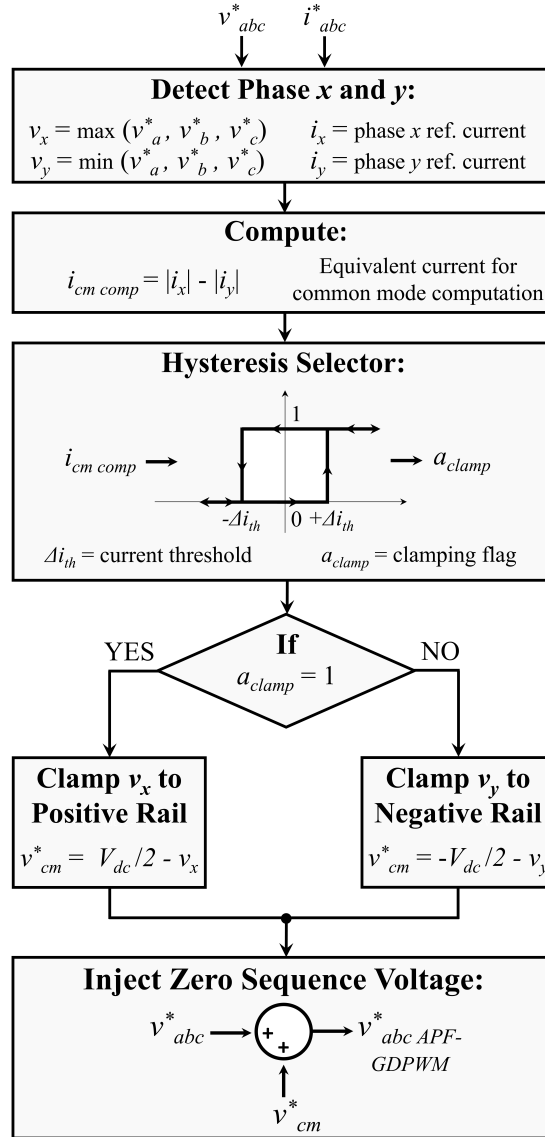 v*abc i*abc
Detect Phase x and y:
vx = max (v*a , v*b , v*c) ix = phase x ref. current
vy = min (v*a , v*b , v*c) iy = phase y ref. current
Compute:
icm comp = |ix| - |iy| Equivalent current for
common mode computation
Hysteresis Selector:
1
icm comp aclamp
-Δith 0 +Δith
Δith = current threshold aclamp = clamping flag
YES If NO
aclamp = 1
Clamp vx to
Positive Rail
v*cm = Vdc /2 - vx
Clamp vy to
Negative Rail
v*cm = -Vdc /2 - vy
Inject Zero Sequence Voltage:
v*abc + + v*abc APF-
GDPWM
v*cm